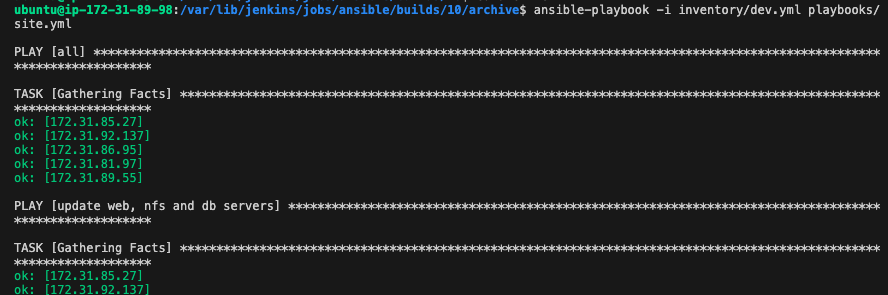 ubuntu@ip-172-31-89-98:/var/lib/jenkins/jobs/ansible/builds/10/archive$ ansible-playbook -i inventory/dev.yml playbooks/
site.yml
PLAY [all] *************************************************************************************************************
*******************
TASK [Gathering Facts] *************************************************************************************************
*******************
ok: [172.31.85.27]
ok: [172.31.92.137]
ok: [172.31.86.95]
ok: [172.31.81.97]
ok: [172.31.89.55]
PLAY [update web, nfs and db servers] **********************************************************************************
*******************
TASK [Gathering Facts] *************************************************************************************************
*******************
ok: [172.31.85.27]
ok: [172.31.92.137]